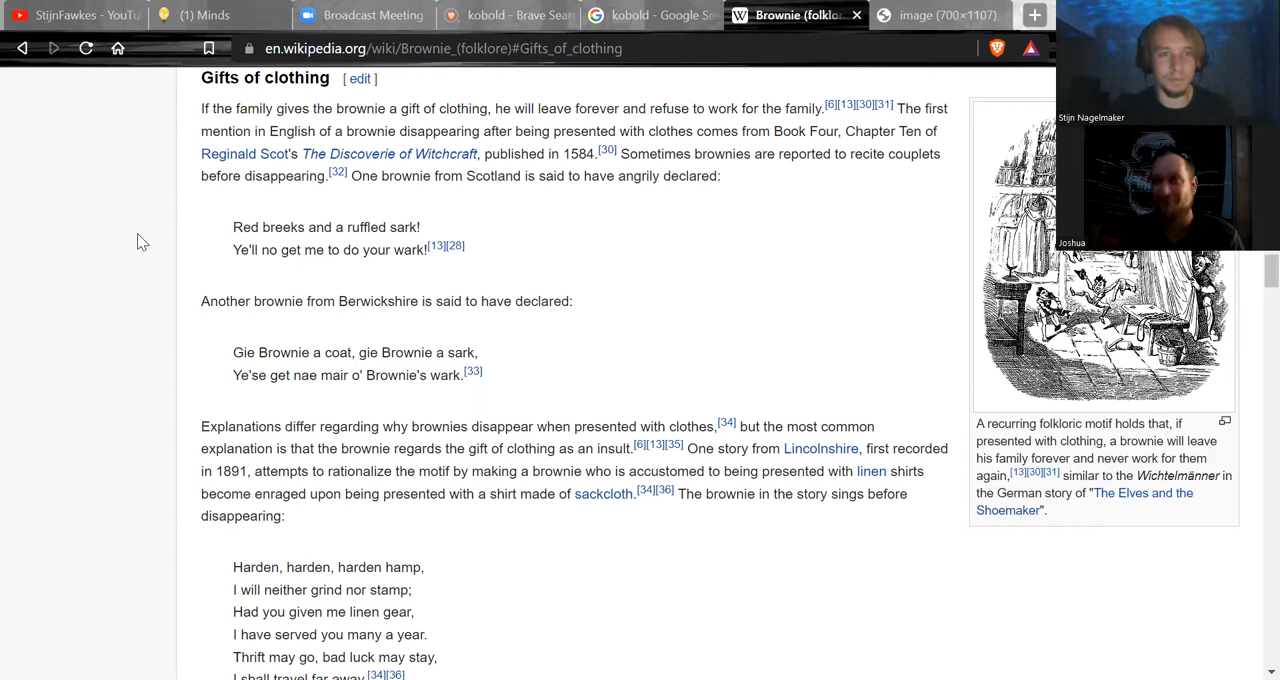 StijnFawkes - YouTu
(1) Minds
Broadcast Meeting
kobold - Brave Sear
kobold - Google Se
Brownie (folklo
image (700×1107)
en.wikipedia.org/wiki/Brownie_(folklore)#Gifts_of_clothing
Gifts of clothing [ edit ]
If the family gives the brownie a gift of clothing, he will leave forever and refuse to work for the family.[6][13][30][31] The first
mention in English of a brownie disappearing after being presented with clothes comes from Book Four, Chapter Ten of
Reginald Scot's The Discoverie of Witchcraft, published in 1584.[30] Sometimes brownies are reported to recite couplets
before disappearing.[32] One brownie from Scotland is said to have angrily declared:
Red breeks and a ruffled sark!
Ye'll no get me to do your wark![13][28]
Another brownie from Berwickshire is said to have declared:
Gie Brownie a coat, gie Brownie a sark,
Ye'se get nae mair o' Brownie's wark.[33]
Explanations differ regarding why brownies disappear when presented with clothes,[34] but the most common
explanation is that the brownie regards the gift of clothing as an insult.[6][13][35] One story from Lincolnshire, first recorded
in 1891, attempts to rationalize the motif by making a brownie who is accustomed to being presented with linen shirts
become enraged upon being presented with a shirt made of sackcloth.[34][36] The brownie in the story sings before
disappearing:
Harden, harden, harden hamp,
I will neither grind nor stamp;
Had you given me linen gear,
I have served you many a year.
Thrift may go, bad luck may stay,
I shall travel far away.[34][36]
Stijn Nagelmaker
Joshua
A recurring folkloric motif holds that, if
presented with clothing, a brownie will leave
his family forever and never work for them
again,[13][30][31] similar to the Wichtelmänner in
the German story of "The Elves and the
Shoemaker".